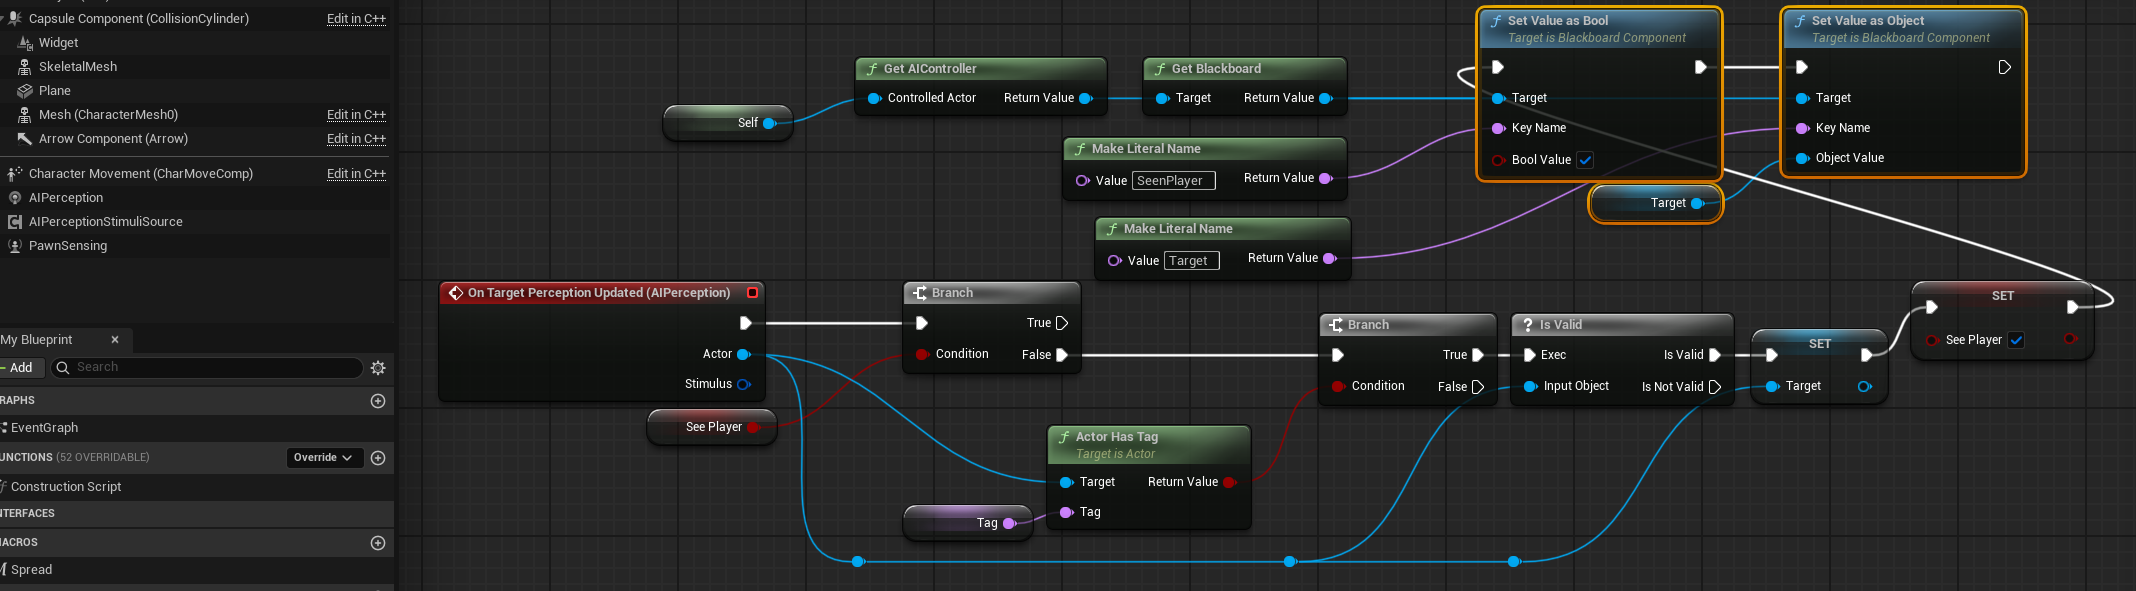 Capsule Component (CollisionCylinder) Edit in C++
Widget
SkeletalMesh
Plane
Mesh (CharacterMesh0) Edit in C++
Arrow Component (Arrow) Edit in C++
Character Movement (CharMoveComp) Edit in C++
AIPerception
AIPerceptionStimuliSource
PawnSensing
My Blueprint ×
Add Search
RAPHS
EventGraph
UNCTIONS (52 OVERRIDABLE) Override
Construction Script
NTERFACES
MACROS
Spread
Self
Get AIController
Controlled Actor Return Value
Get Blackboard
Target Return Value
Make Literal Name
Value SeenPlayer Return Value
Make Literal Name
Value Target Return Value
Set Value as Bool
Target is Blackboard Component
Target
Key Name
Bool Value
Set Value as Object
Target is Blackboard Component
Target
Key Name
Object Value
Target
On Target Perception Updated (AIPerception)
Actor
Stimulus
See Player
Branch
True
Condition False
Actor Has Tag
Target is Actor
Target Return Value
Tag
Tag
Branch
True
Condition False
Is Valid
Exec Is Valid
Input Object Is Not Valid
SET
Target
SET
See Player